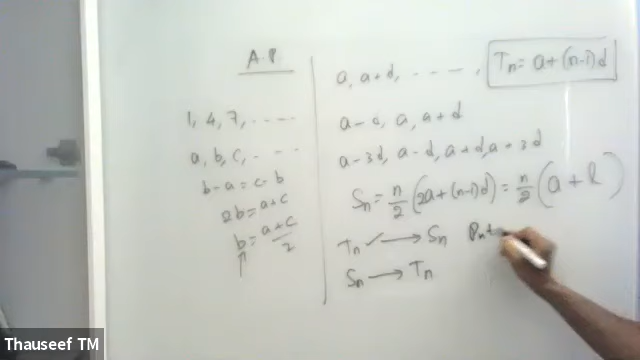 A.P
1, 4, 7, ----
a, b, c, ---
b-a = c-b
2b = a+c
b = a+c/2
a, a+d, -----, Tn = a+(n-1)d
a-d, a, a+d
a-3d, a-d, a+d, a+3d
Sn = n/2 (2a+(n-1)d) = n/2 (a+l)
Tn ✓→ Sn Put
Sn → Tn
Thauseef TM